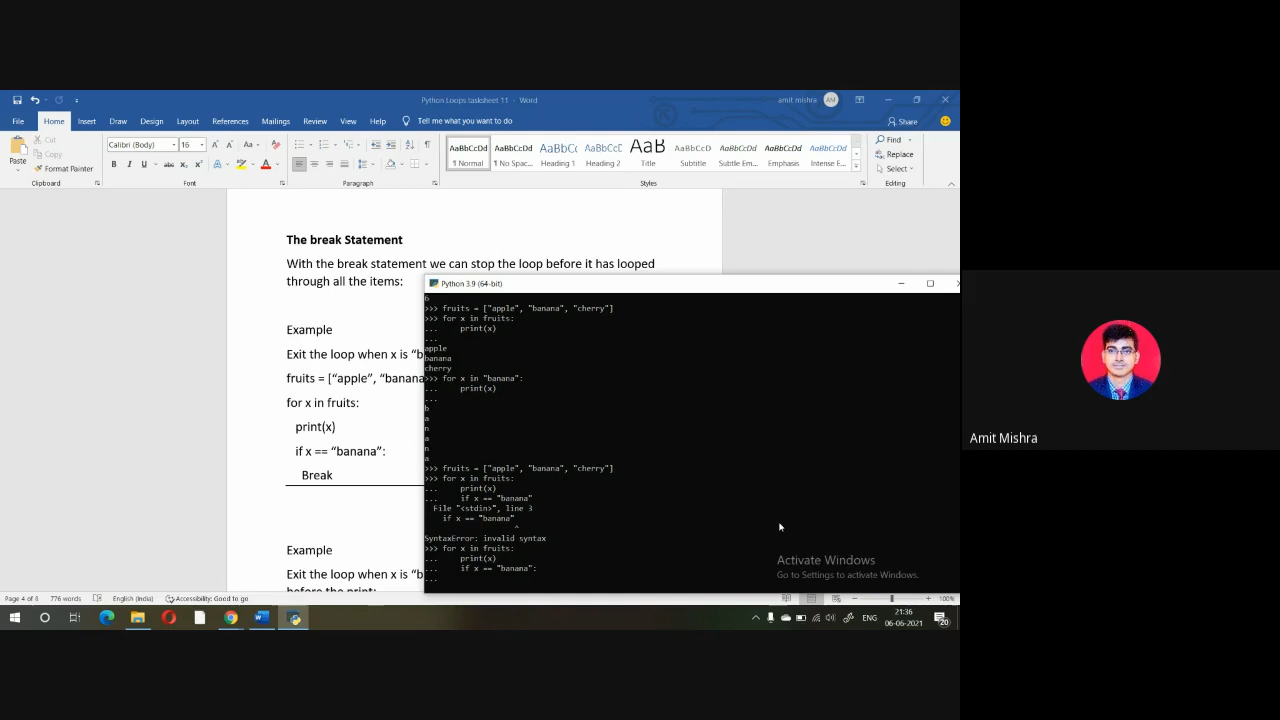 Python Loops tasksheet 11 - Word
amit mishra
AM
File Home Insert Draw Design Layout References Mailings Review View Help Tell me what you want to do
Share
Paste
Cut
Copy
Format Painter
Clipboard
Calibri (Body) 16
Font
Paragraph
AaBbCcDd AaBbCcDd AaBbCc AaBbCcD AaB AaBbCcD AaBbCcDd AaBbCcDd AaBbCcDd
¶ Normal ¶ No Spac... Heading 1 Heading 2 Title Subtitle Subtle Em... Emphasis Intense E...
Styles
Find
Replace
Select
Editing
The break Statement
With the break statement we can stop the loop before it has looped
through all the items:
Example
Exit the loop when x is “b
fruits = [“apple”, “banana
for x in fruits:
print(x)
if x == “banana”:
Break
Example
Exit the loop when x is “b
before the print:
Python 3.9 (64-bit)
6
>>> fruits = ["apple", "banana", "cherry"]
>>> for x in fruits:
... print(x)
...
apple
banana
cherry
>>> for x in "banana":
... print(x)
...
b
a
n
a
n
a
>>> fruits = ["apple", "banana", "cherry"]
>>> for x in fruits:
... print(x)
... if x == "banana"
File "<stdin>", line 3
if x == "banana"
^
SyntaxError: invalid syntax
>>> for x in fruits:
... print(x)
... if x == "banana":
...
Activate Windows
Go to Settings to activate Windows.
Page 4 of 8 776 words English (India) Accessibility: Good to go
100%
ENG
21:36
06-06-2021
20
Amit Mishra